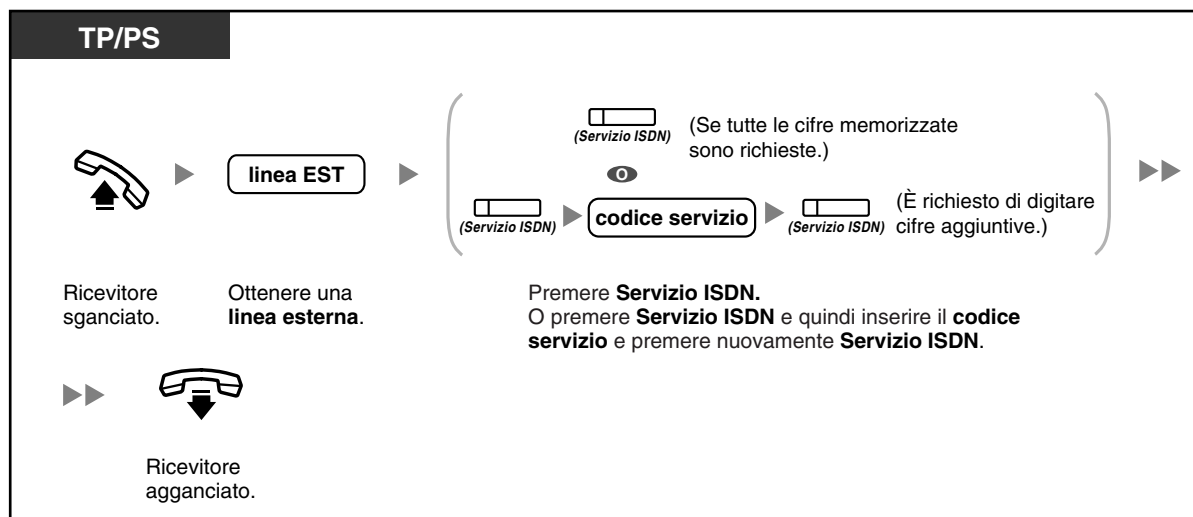 TP/PS
(Servizio ISDN)
(Se tutte le cifre memorizzate
sono richieste.)
O
linea EST
(Servizio ISDN)
codice servizio
(Servizio ISDN)
(È richiesto di digitare
cifre aggiuntive.)
Ricevitore
sganciato.
Ottenere una
linea esterna.
Premere Servizio ISDN.
O premere Servizio ISDN e quindi inserire il codice
servizio e premere nuovamente Servizio ISDN.
Ricevitore
agganciato.